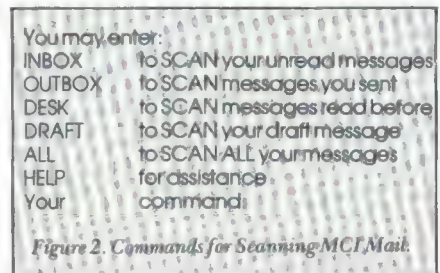 You may enter:
INBOX to SCAN your unread messages
OUTBOX to SCAN messages you sent
DESK to SCAN messages read before
DRAFT to SCAN your draft message
ALL to SCAN ALL your messages
HELP for assistance
Your command:
Figure 2. Commands for Scanning MCI Mail.